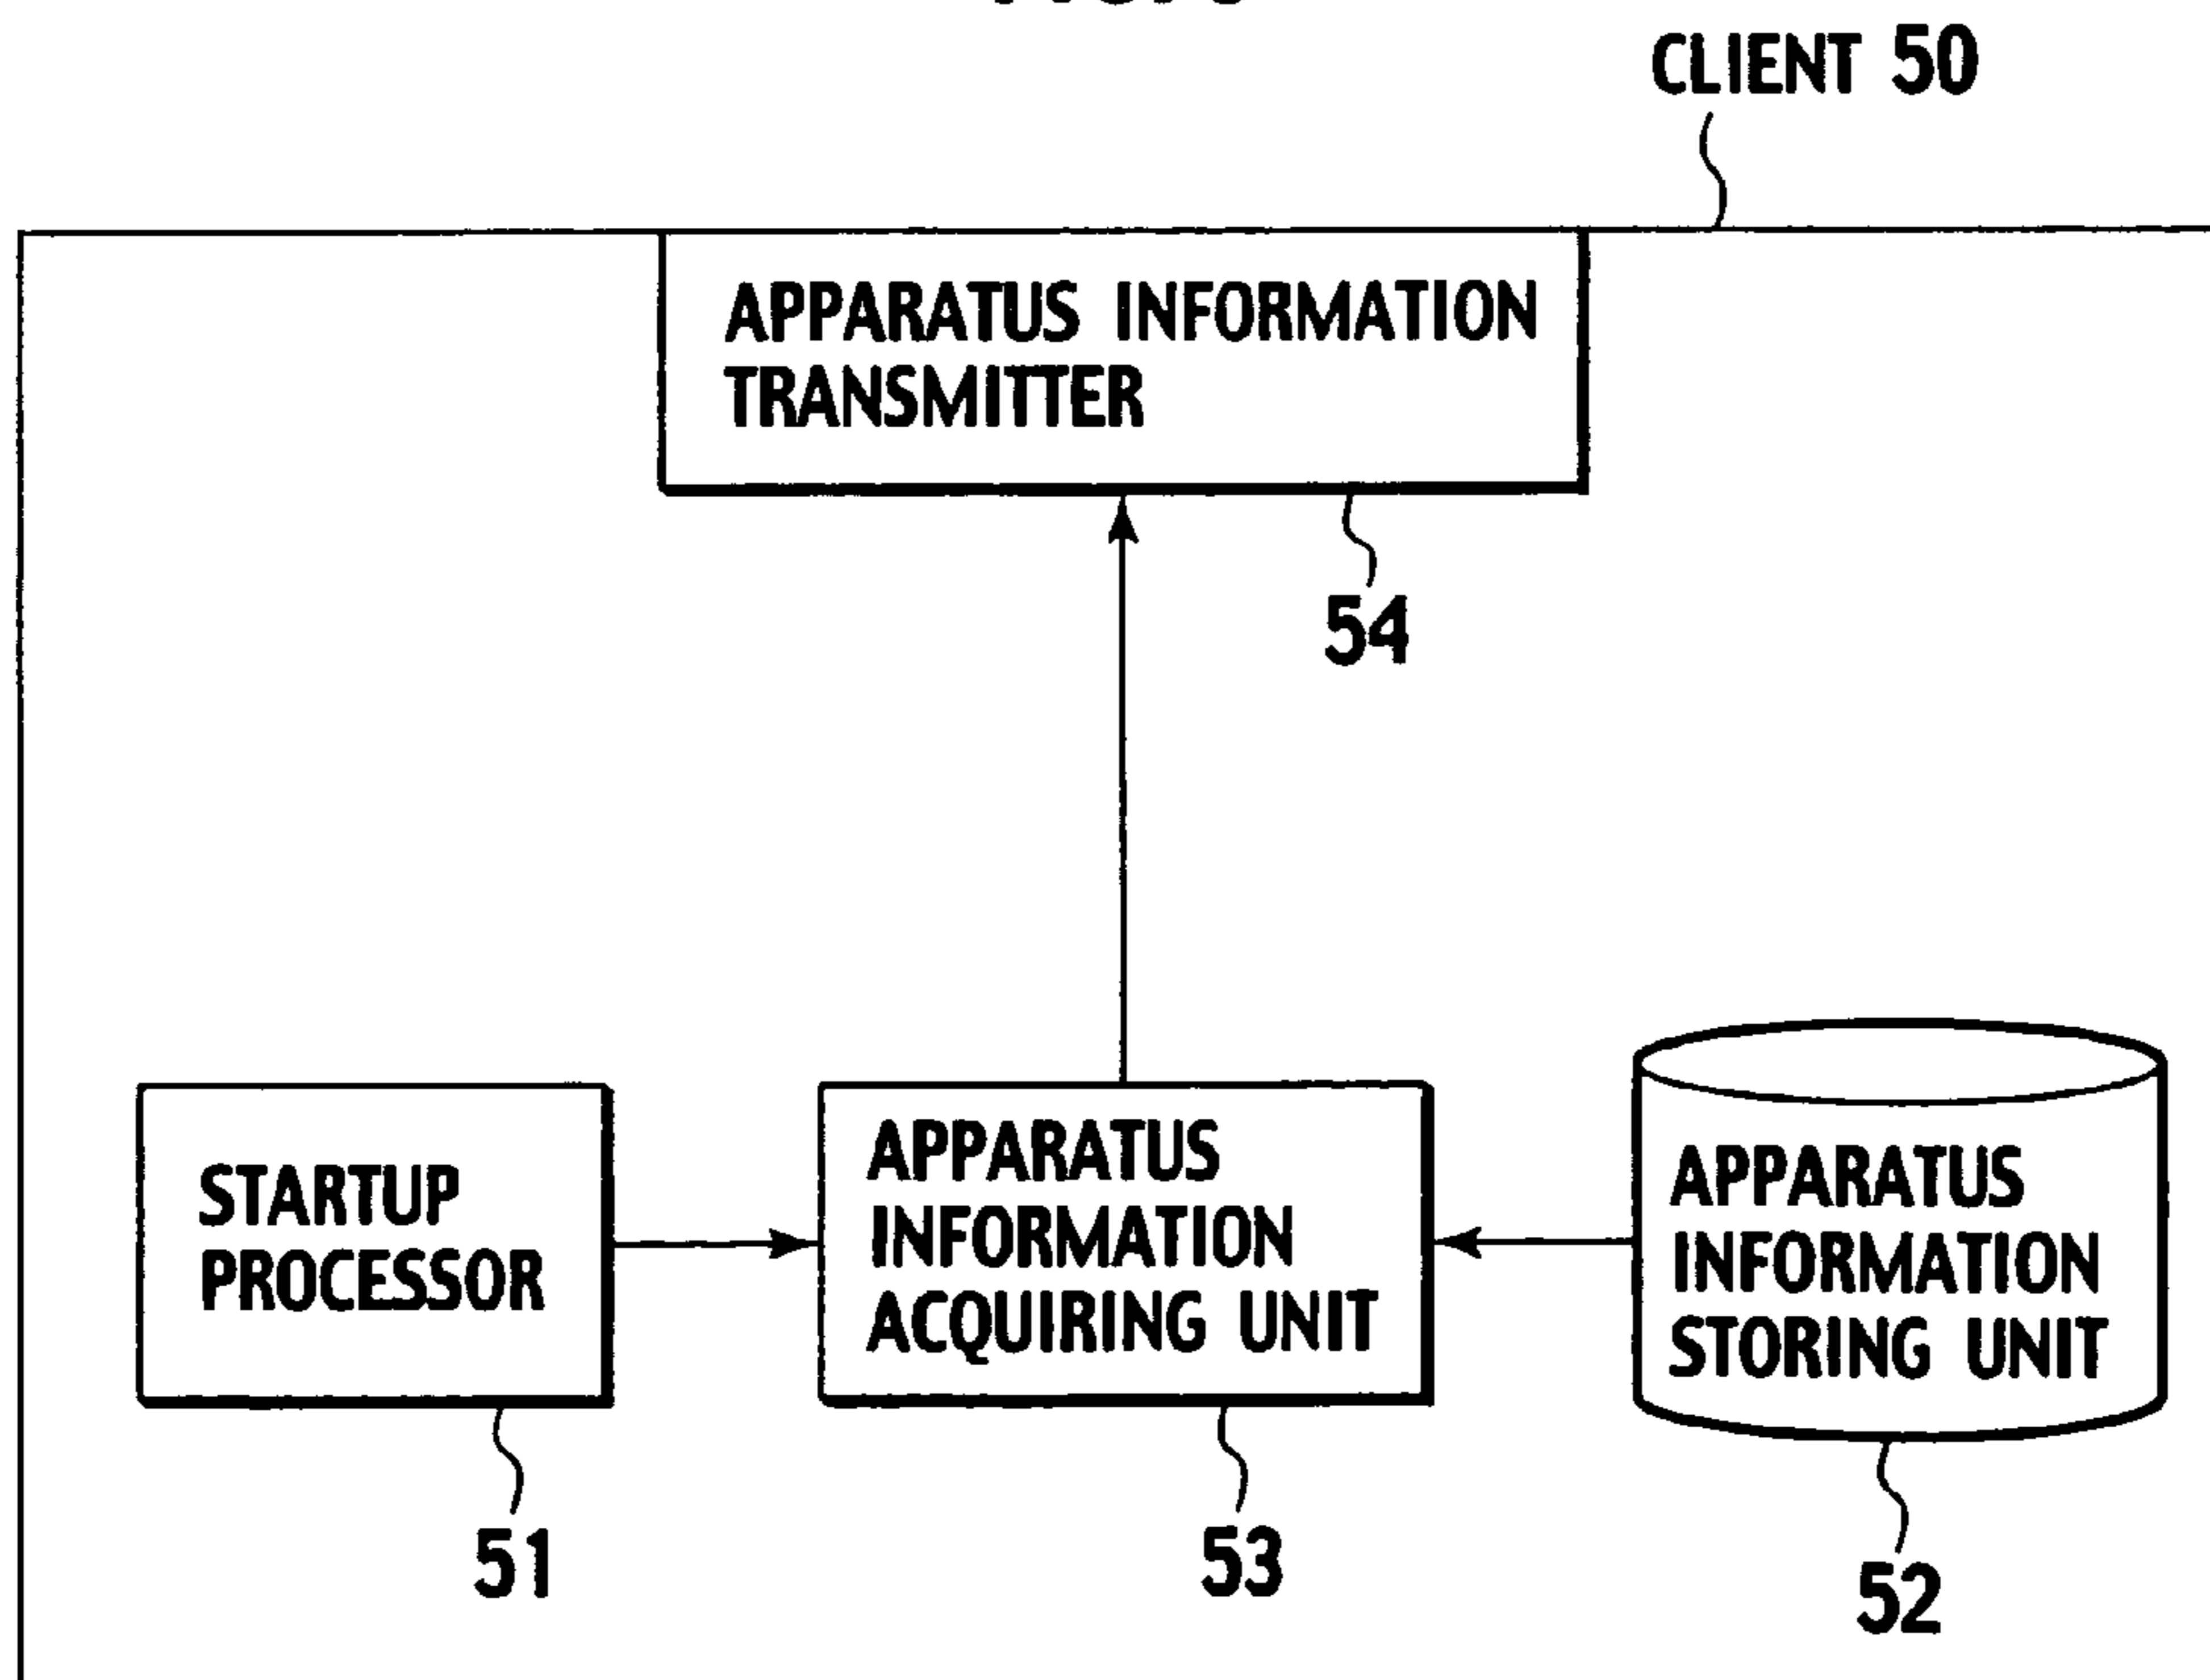 CLIENT 50
APPARATUS INFORMATION
TRANSMITTER
54
STARTUP
PROCESSOR
51
APPARATUS
INFORMATION
ACQUIRING UNIT
53
APPARATUS
INFORMATION
STORING UNIT
52